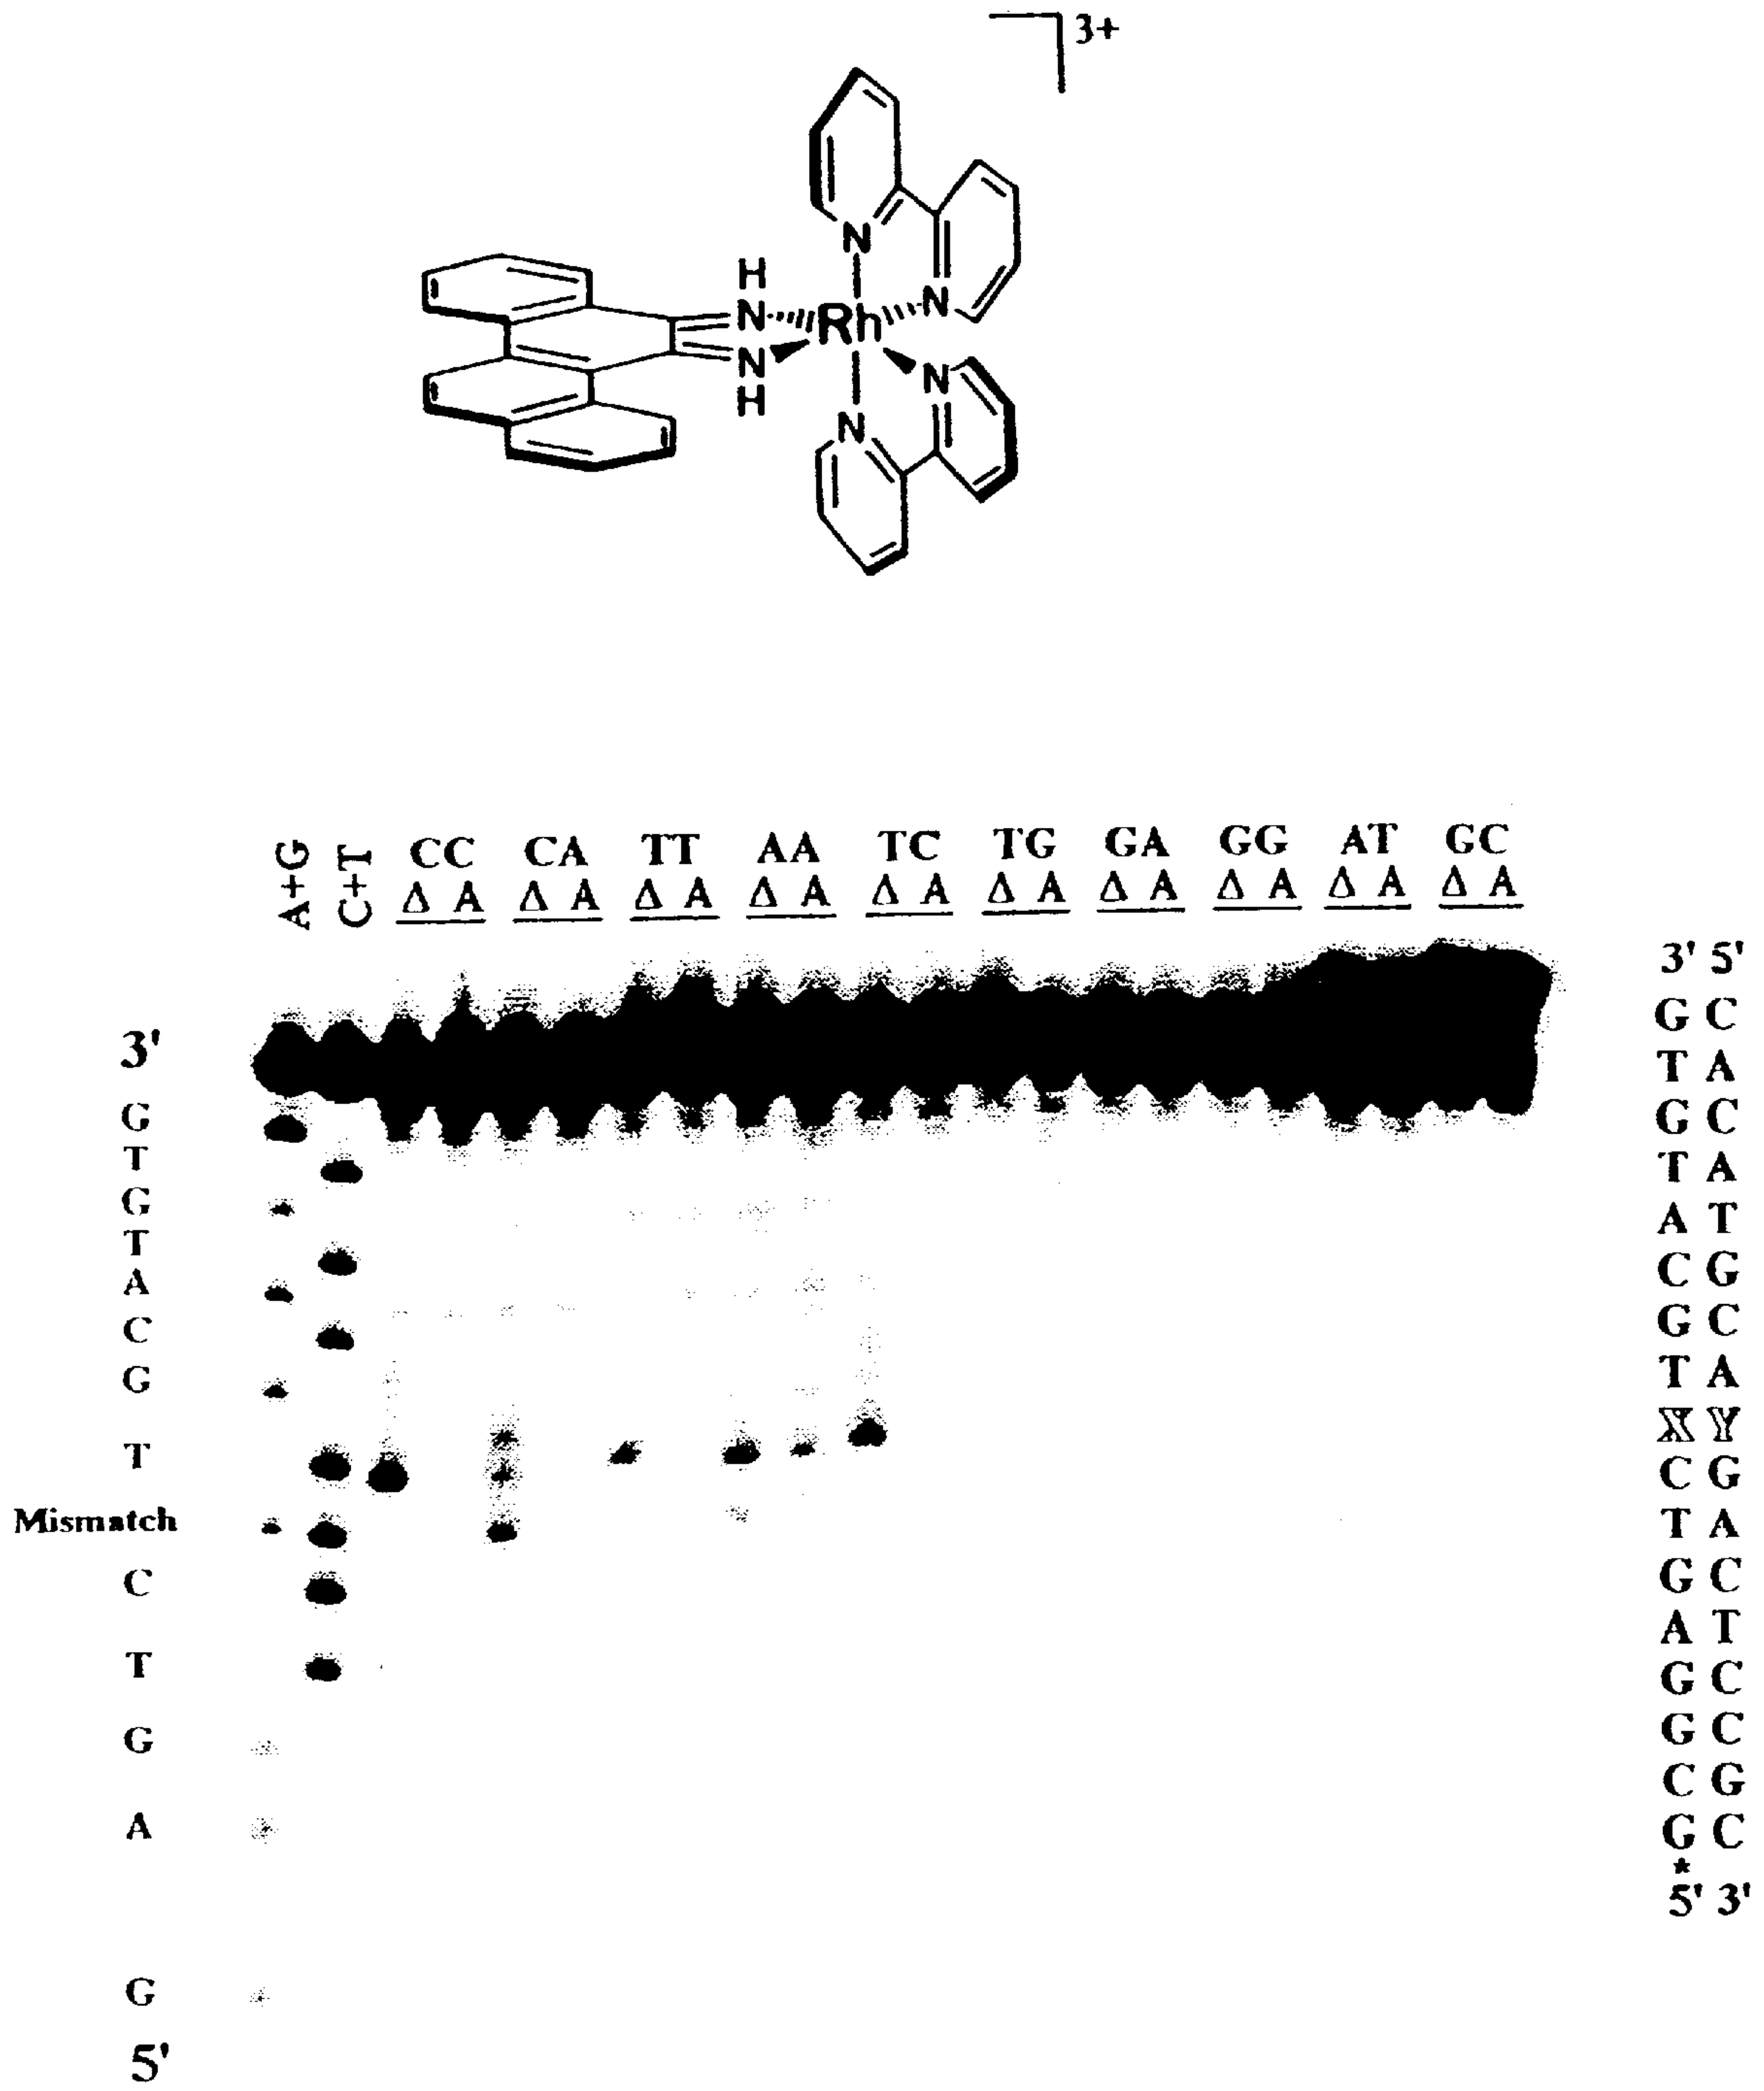 3+
N
H
N
Rh
N
N
H
N
N
A+G
C+T
CC CA TT AA TC TG GA GG AT GC
Δ A Δ A Δ A Δ A Δ A Δ A Δ A Δ A Δ A Δ A
3'
G
T
G
T
A
C
G
T
Mismatch
C
T
G
A
G
5'
3' 5'
G C
T A
G C
T A
A T
C G
G C
T A
X Y
C G
T A
G C
A T
G C
G C
C G
G C
*
5' 3'